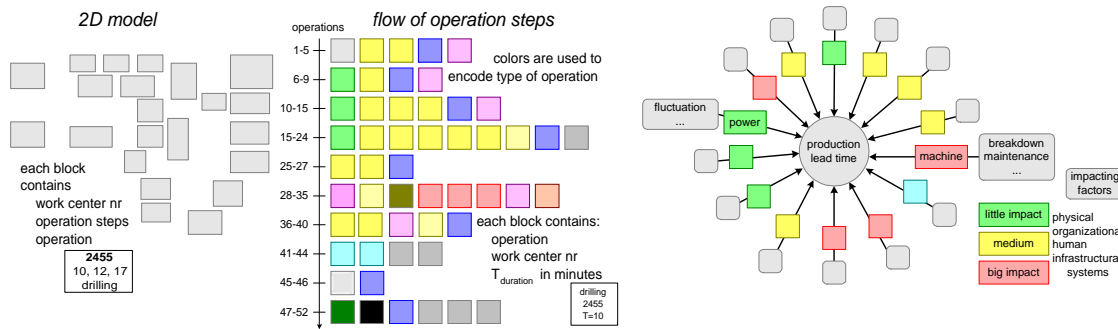 2D model
each block
contains
work center nr
operation steps
operation
2455
10, 12, 17
drilling
flow of operation steps
operations
1-5
6-9
10-15
15-24
25-27
28-35
36-40
41-44
45-46
47-52
colors are used to
encode type of operation
each block contains:
operation
work center nr
Tduration in minutes
drilling
2455
T=10
fluctuation
...
power
production
lead time
machine
breakdown
maintenance
...
impacting
factors
little impact
medium
big impact
physical
organizational
human
infrastructural
systems